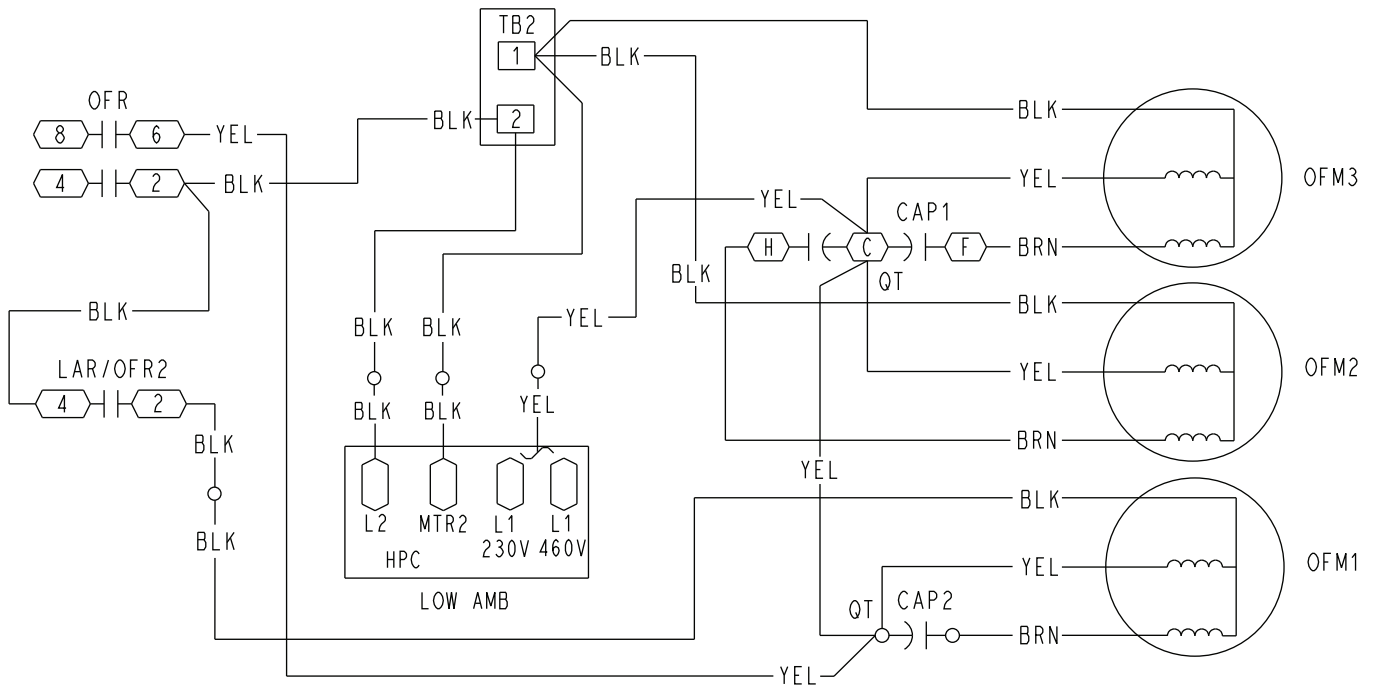 TB2
1
BLK
OFR
8
6
YEL
BLK
2
BLK
4
2
BLK
YEL
OFM3
YEL
CAP1
H
C
F
BRN
BLK
QT
BLK
BLK
BLK
BLK
YEL
LAR/OFR2
YEL
OFM2
4
2
BLK
BLK
YEL
BLK
BRN
YEL
BLK
L2
MTR2
L1
L1
230V
460V
BLK
HPC
YEL
OFM1
LOW AMB
QT
CAP2
BRN
YEL